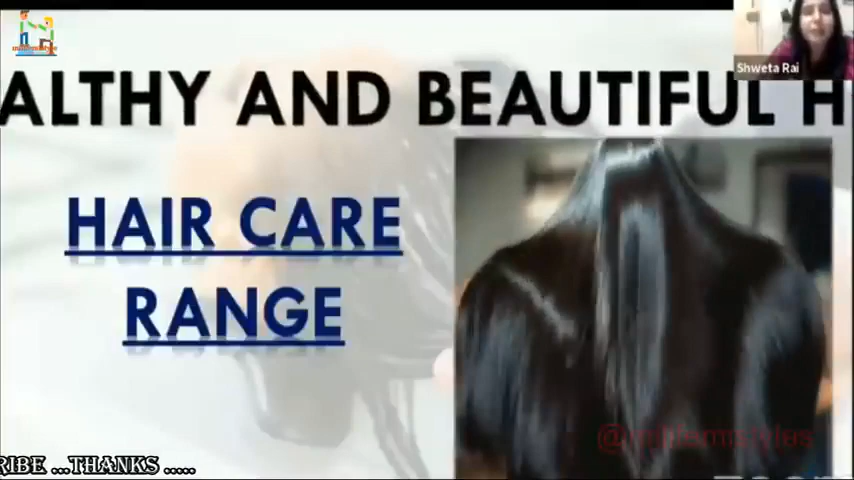 Shweta Rai
ALTHY AND BEAUTIFUL H
HAIR CARE
RANGE
RIBE ...THANKS .....